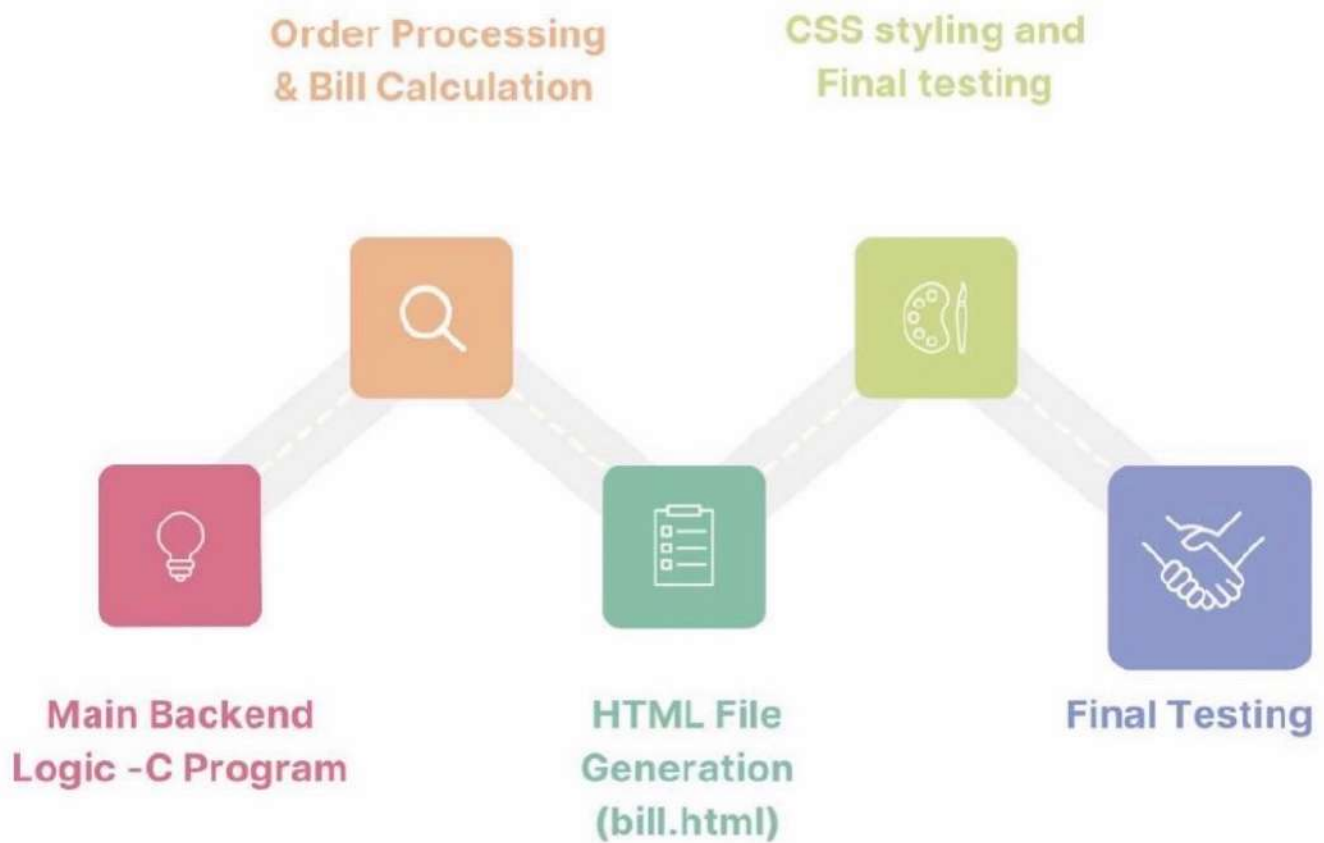 Order Processing
& Bill Calculation
CSS styling and
Final testing
Main Backend
Logic -C Program
HTML File
Generation
(bill.html)
Final Testing